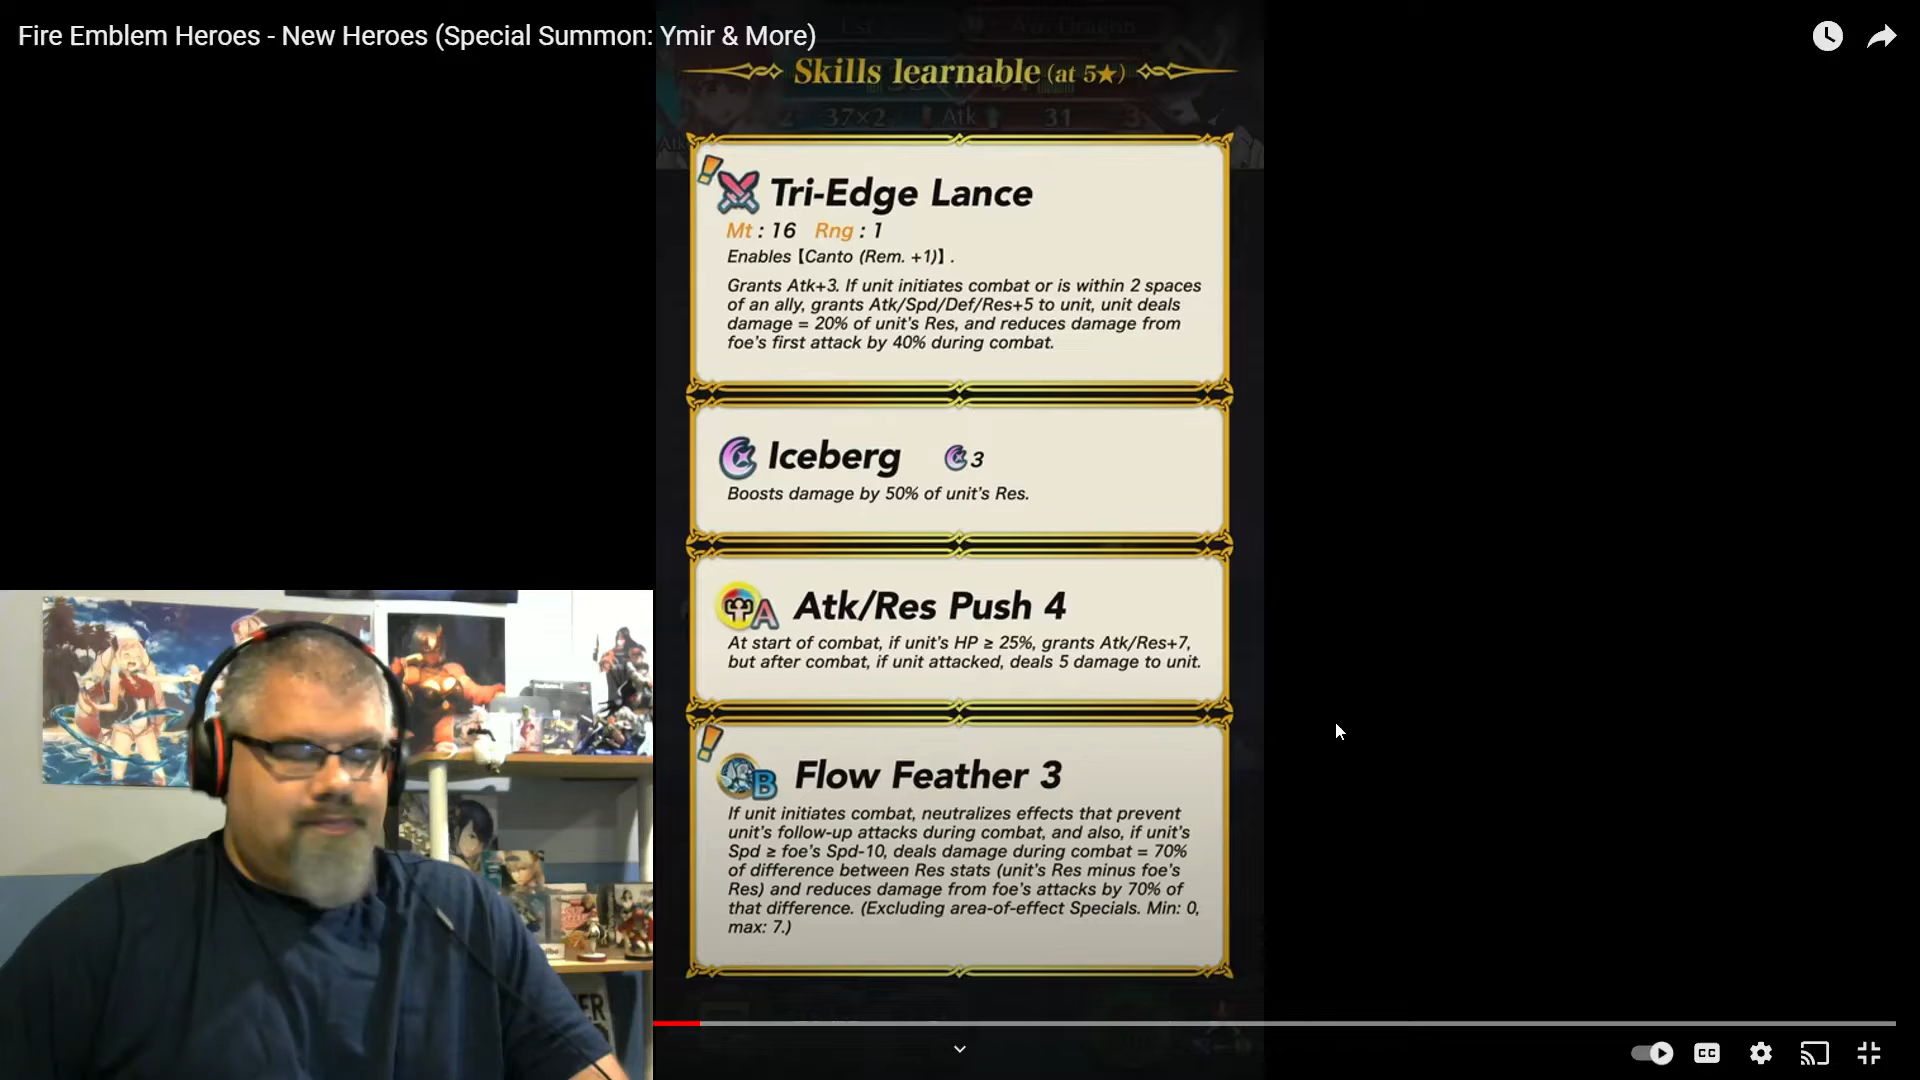 Fire Emblem Heroes - New Heroes (Special Summon: Ymir & More)
Skills learnable (at 5★)
37×2 Atk 31
Tri-Edge Lance
Mt : 16 Rng : 1
Enables【Canto (Rem. +1)】.
Grants Atk+3. If unit initiates combat or is within 2 spaces
of an ally, grants Atk/Spd/Def/Res+5 to unit, unit deals
damage = 20% of unit's Res, and reduces damage from
foe's first attack by 40% during combat.
Iceberg 3
Boosts damage by 50% of unit's Res.
A Atk/Res Push 4
At start of combat, if unit's HP ≥ 25%, grants Atk/Res+7,
but after combat, if unit attacked, deals 5 damage to unit.
B Flow Feather 3
If unit initiates combat, neutralizes effects that prevent
unit's follow-up attacks during combat, and also, if unit's
Spd ≥ foe's Spd-10, deals damage during combat = 70%
of difference between Res stats (unit's Res minus foe's
Res) and reduces damage from foe's attacks by 70% of
that difference. (Excluding area-of-effect Specials. Min: 0,
max: 7.)
CC